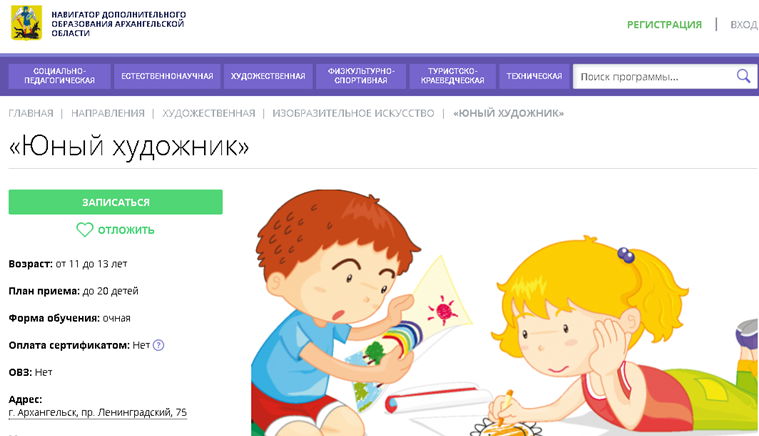 НАВИГАТОР ДОПОЛНИТЕЛЬНОГО
ОБРАЗОВАНИЯ АРХАНГЕЛЬСКОЙ
ОБЛАСТИ
РЕГИСТРАЦИЯ | ВХОД
СОЦИАЛЬНО-
ПЕДАГОГИЧЕСКАЯ
ЕСТЕСТВЕННОНАУЧНАЯ
ХУДОЖЕСТВЕННАЯ
ФИЗКУЛЬТУРНО-
СПОРТИВНАЯ
ТУРИСТСКО-
КРАЕВЕДЧЕСКАЯ
ТЕХНИЧЕСКАЯ
Поиск программы...
ГЛАВНАЯ | НАПРАВЛЕНИЯ | ХУДОЖЕСТВЕННАЯ | ИЗОБРАЗИТЕЛЬНОЕ ИСКУССТВО | «ЮНЫЙ ХУДОЖНИК»
«Юный художник»
ЗАПИСАТЬСЯ
ОТЛОЖИТЬ
Возраст: от 11 до 13 лет
План приема: до 20 детей
Форма обучения: очная
Оплата сертификатом: Нет ?
ОВЗ: Нет
Адрес:
г. Архангельск, пр. Ленинградский, 75